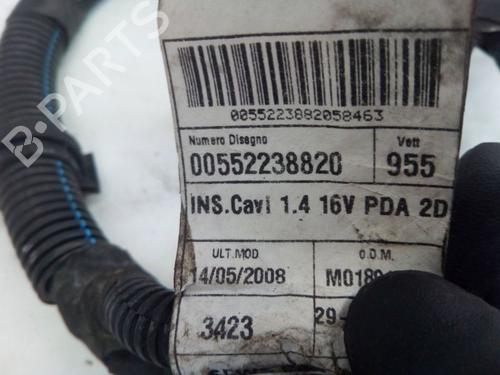 0055223882058463
Numero Disegno Vett
00552238820 955
INS.Cavi 1.4 16V PDA 2D
ULT.MOD O.D.M.
14/05/2008
3423 29-